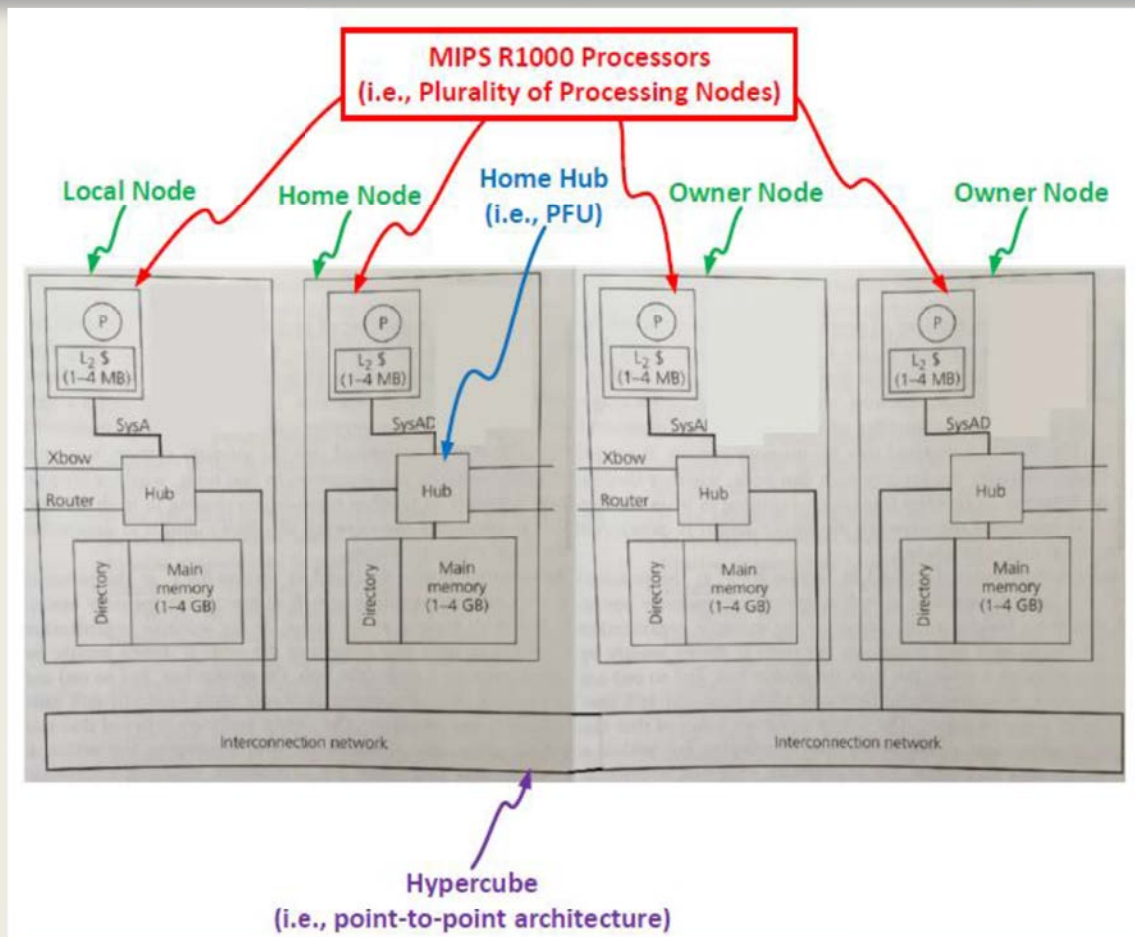 MIPS R1000 Processors
(i.e., Plurality of Processing Nodes)
Local Node
Home Node
Home Hub
(i.e., PFU)
Owner Node
Owner Node
P
L2 $
(1–4 MB)
SysA
Xbow
Router
Hub
Directory
Main
memory
(1–4 GB)
P
L2 $
(1–4 MB)
SysAD
Hub
Directory
Main
memory
(1–4 GB)
P
L2 $
(1–4 MB)
SysAI
Xbow
Router
Hub
Directory
Main
memory
(1–4 GB)
P
L2 $
(1–4 MB)
SysAD
Hub
Directory
Main
memory
(1–4 GB)
Interconnection network
Interconnection network
Hypercube
(i.e., point-to-point architecture)